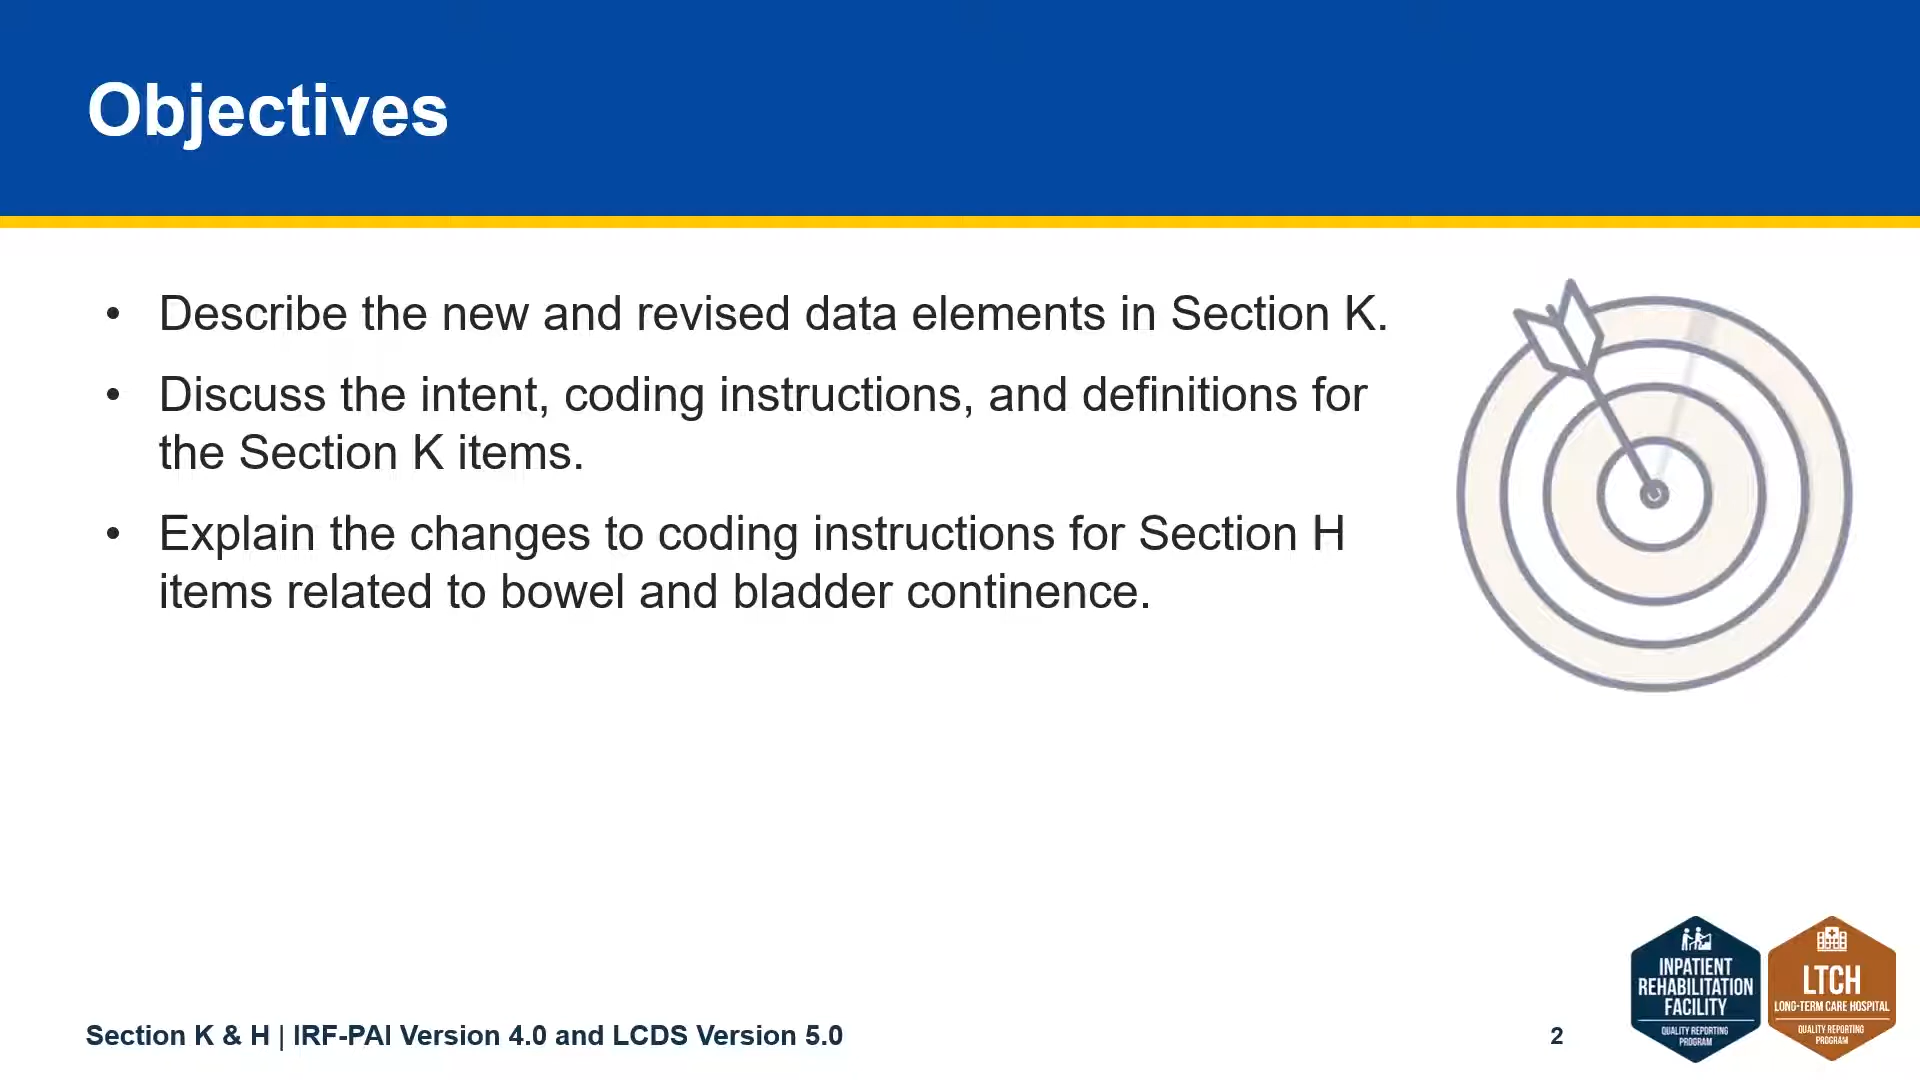 Objectives
• Describe the new and revised data elements in Section K.
• Discuss the intent, coding instructions, and definitions for
the Section K items.
• Explain the changes to coding instructions for Section H
items related to bowel and bladder continence.
Section K & H | IRF-PAI Version 4.0 and LCDS Version 5.0
2
INPATIENT
REHABILITATION
FACILITY
QUALITY REPORTING
PROGRAM
LTCH
LONG-TERM CARE HOSPITAL
QUALITY REPORTING
PROGRAM